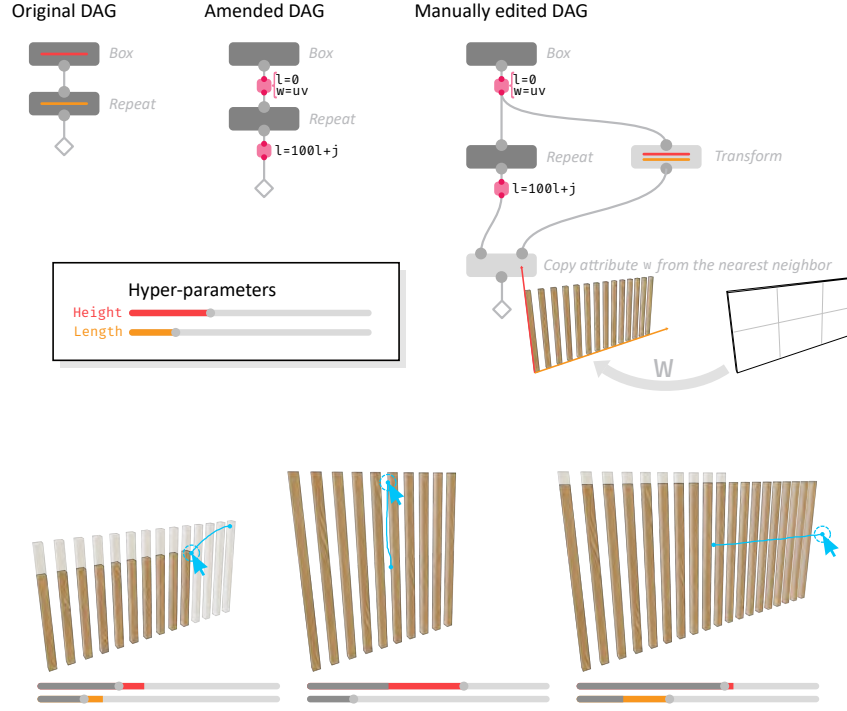 Original DAG
Amended DAG
Manually edited DAG
Box
Box
l=0
w=uv
Box
l=0
w=uv
Repeat
Repeat
l=100l+j
Repeat
Transform
l=100l+j
Copy attribute w from the nearest neighbor
Hyper-parameters
Height
Length
W